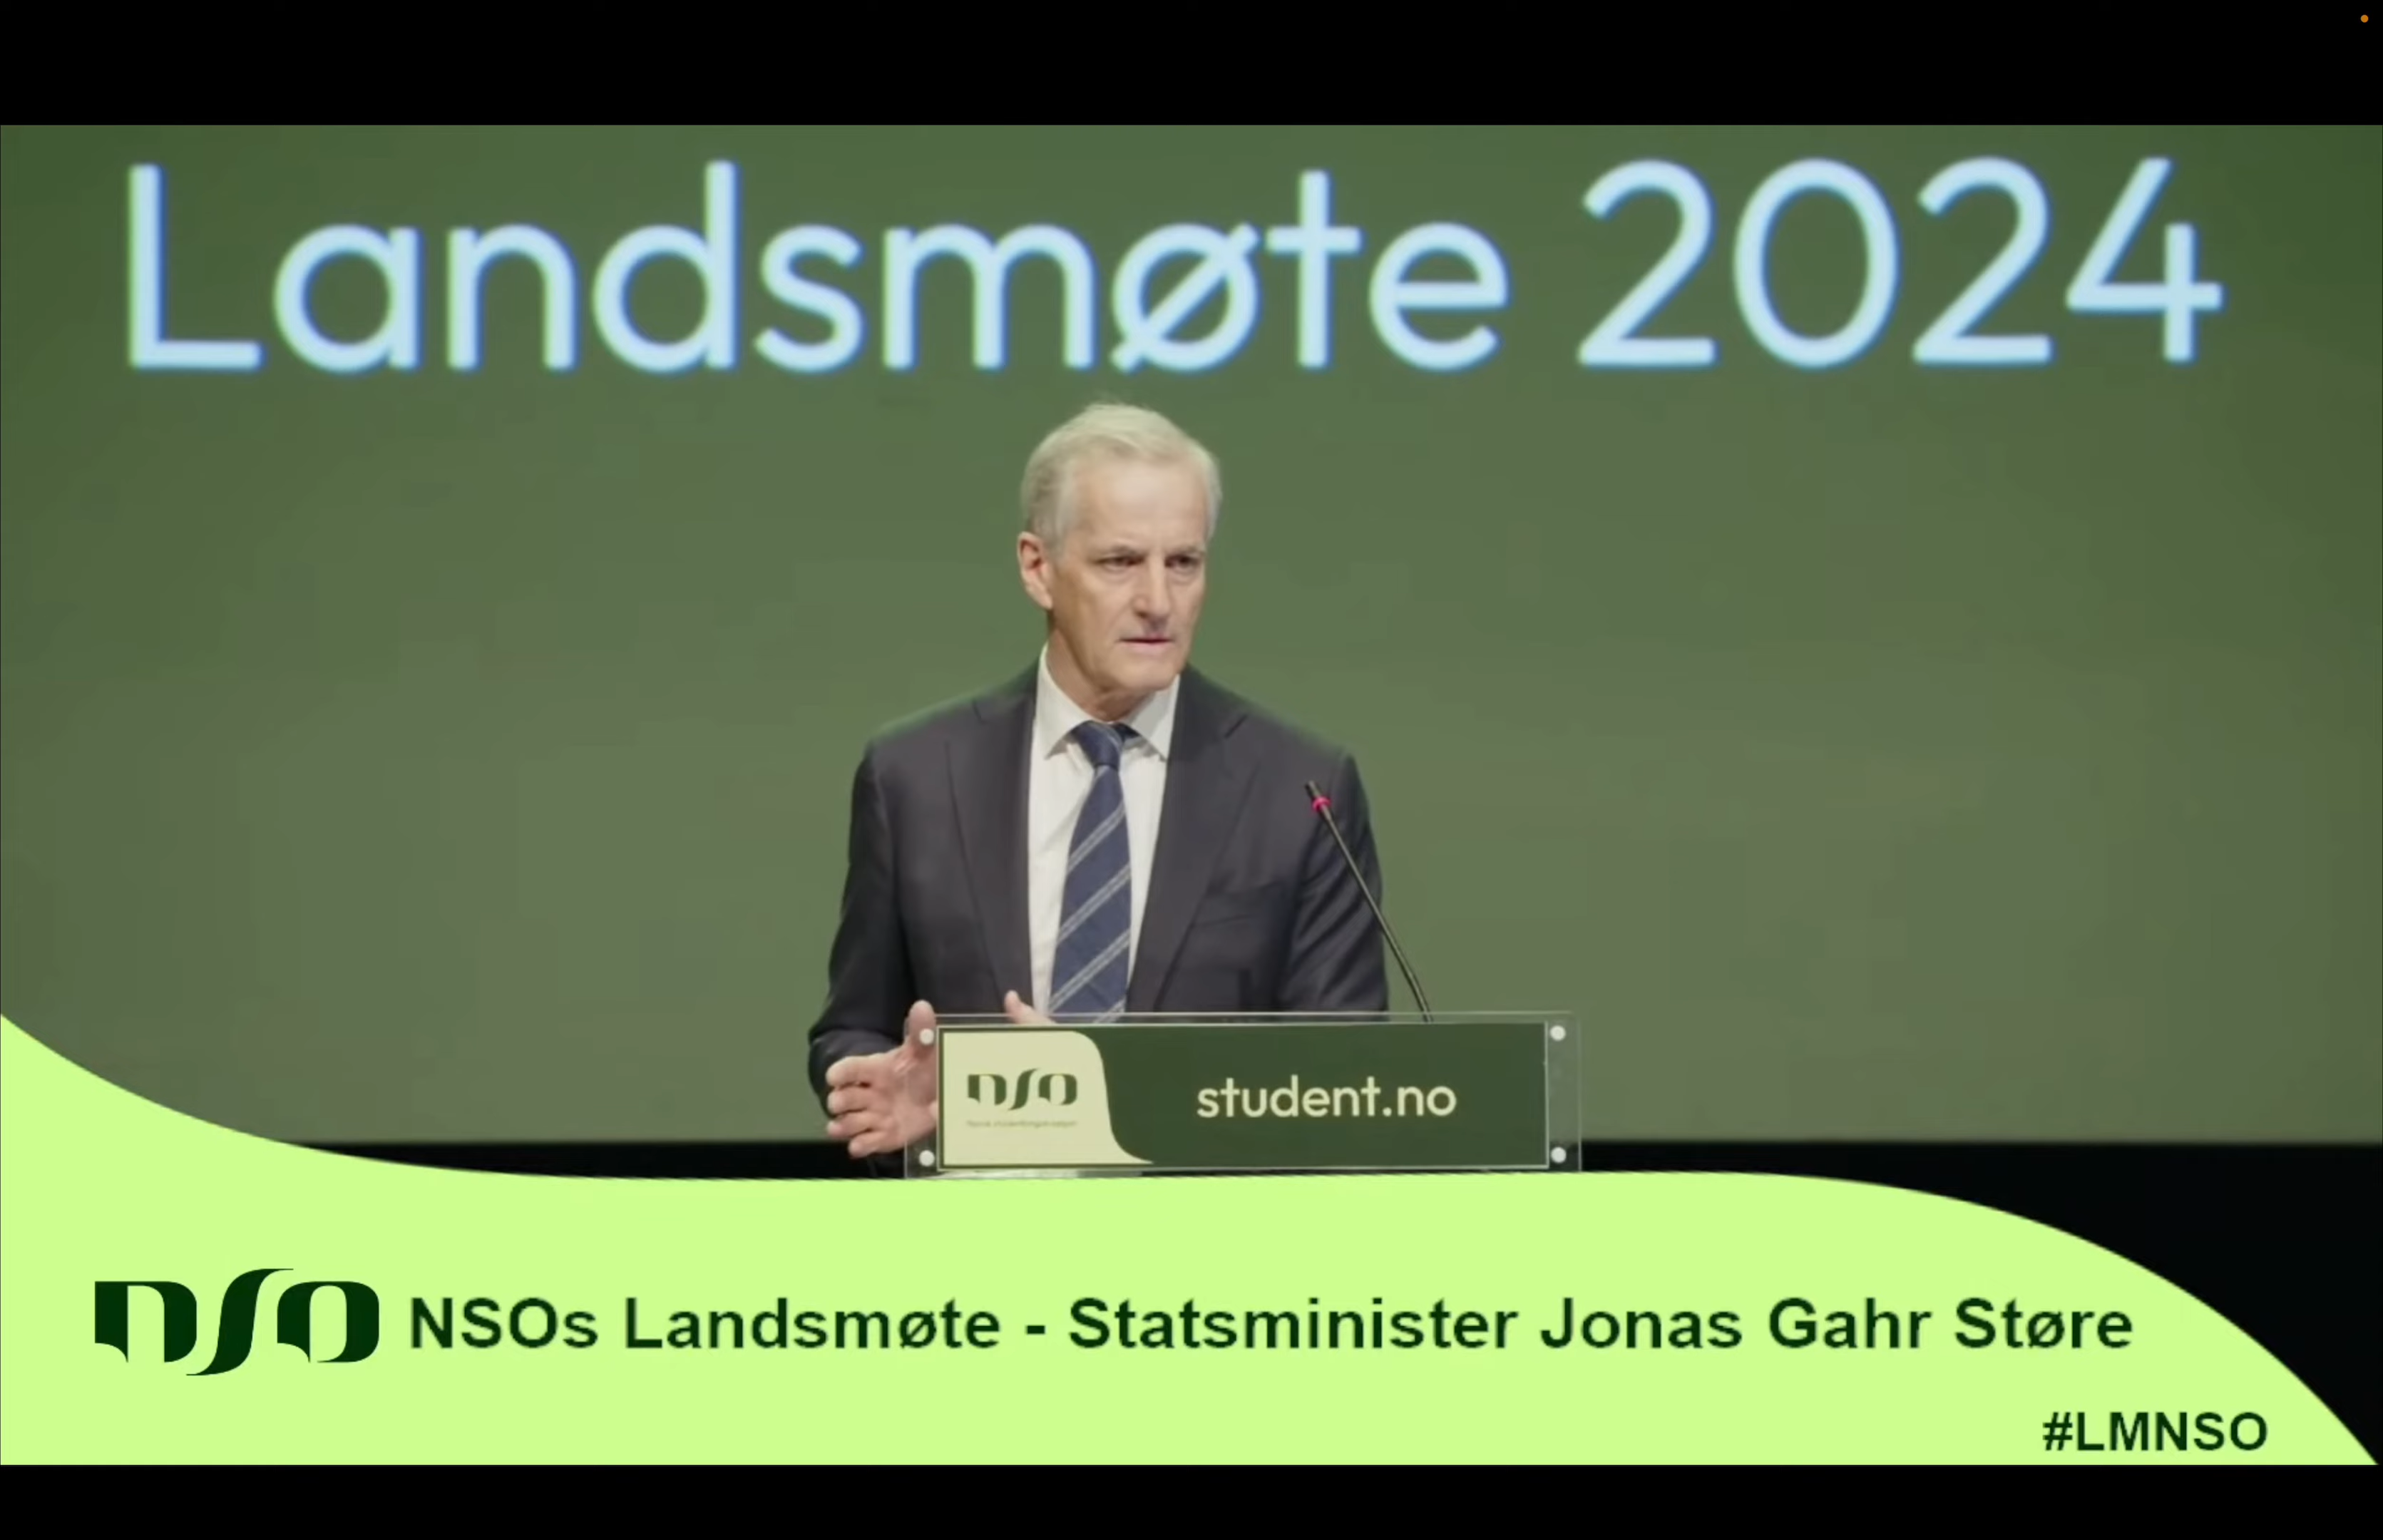 Landsmøte 2024
nso
student.no
nso NSOs Landsmøte - Statsminister Jonas Gahr Støre
#LMNSO